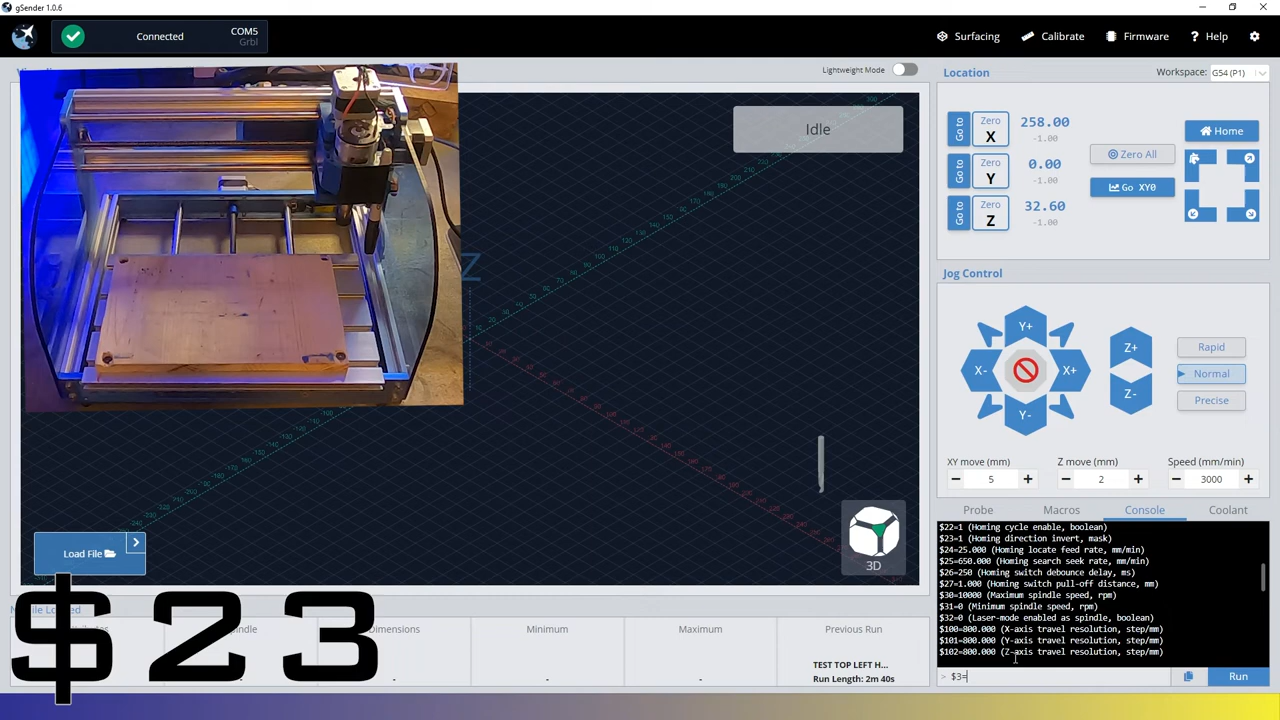 gSender 1.0.6
Connected
COM5
Grbl
Surfacing
Calibrate
Firmware
Help
Lightweight Mode
Location
Workspace:
G54 (P1)
Idle
Go to
Zero
X
258.00
-1.00
Go to
Zero
Y
0.00
-1.00
Go to
Zero
Z
32.60
-1.00
Zero All
Go XY0
Home
Z
Jog Control
Y+
X-
X+
Y-
Z+
Z-
Rapid
Normal
Precise
XY move (mm)
Z move (mm)
Speed (mm/min)
5
2
3000
Probe
Macros
Console
Coolant
$22=1 (Homing cycle enable, boolean)
$23=1 (Homing direction invert, mask)
$24=25.000 (Homing locate feed rate, mm/min)
$25=650.000 (Homing search seek rate, mm/min)
$26=250 (Homing switch debounce delay, ms)
$27=1.000 (Homing switch pull-off distance, mm)
$30=10000 (Maximum spindle speed, rpm)
$31=0 (Minimum spindle speed, rpm)
$32=0 (Laser-mode enabled as spindle, boolean)
$100=800.000 (X-axis travel resolution, step/mm)
$101=800.000 (Y-axis travel resolution, step/mm)
$102=800.000 (Z-axis travel resolution, step/mm)
> $3=
Run
Load File
3D
$23
Dimensions
-
Minimum
-
Maximum
-
Previous Run
TEST TOP LEFT H...
Run Length: 2m 40s